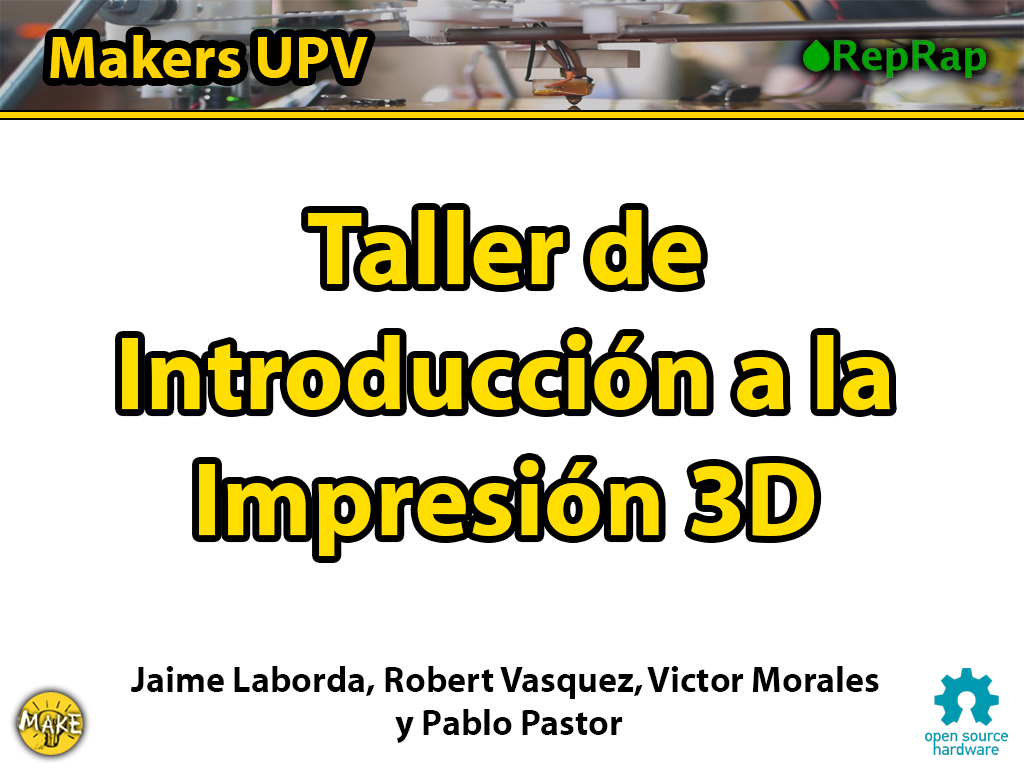 Makers UPV
RepRap
Taller de
Introducción a la
Impresión 3D
Jaime Laborda, Robert Vasquez, Victor Morales
y Pablo Pastor
MAKE
open source
hardware